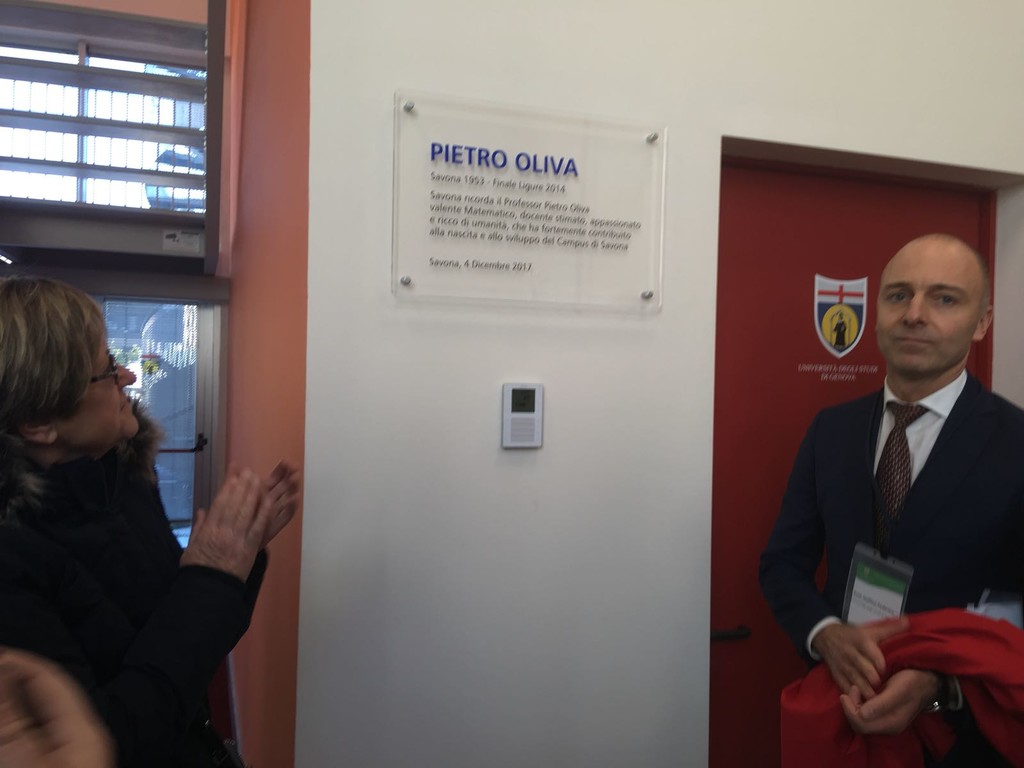 PIETRO OLIVA
Savona 1953 - Finale Ligure 2014
Savona ricorda il Professor Pietro Oliva
valente Matematico, docente stimato, appassionato
e ricco di umanità, che ha fortemente contribuito
alla nascita e allo sviluppo del Campus di Savona
Savona, 4 Dicembre 2017
UNIVERSITÀ DEGLI STUDI
DI GENOVA